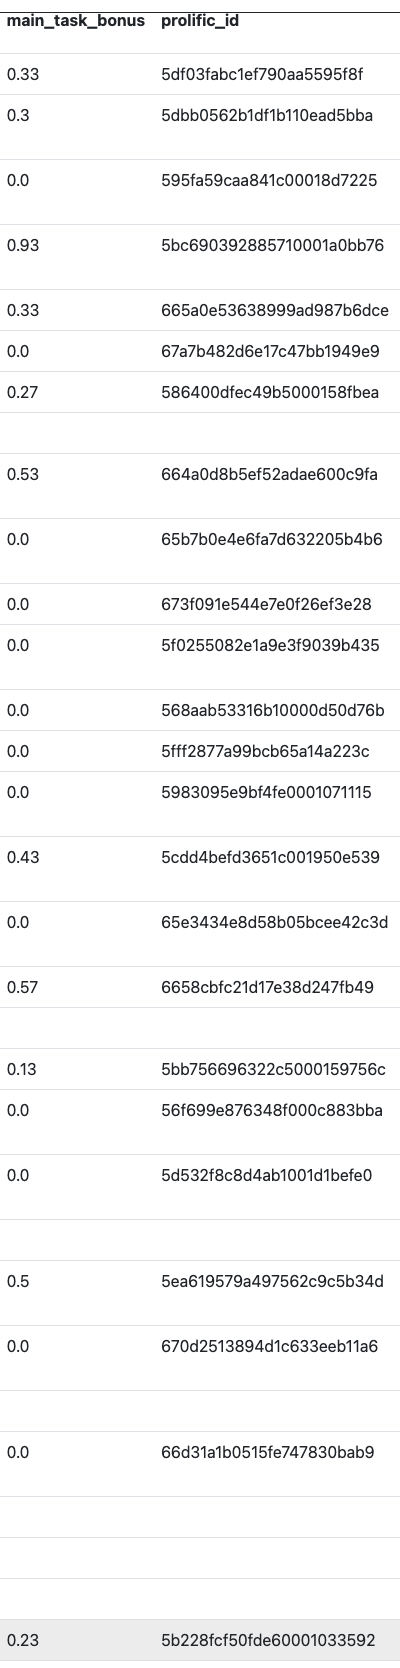 main_task_bonus prolific_id
0.33 5df03fabc1ef790aa5595f8f
0.3 5dbb0562b1df1b110ead5bba
0.0 595fa59caa841c00018d7225
0.93 5bc690392885710001a0bb76
0.33 665a0e53638999ad987b6dce
0.0 67a7b482d6e17c47bb1949e9
0.27 586400dfec49b5000158fbea
0.53 664a0d8b5ef52adae600c9fa
0.0 65b7b0e4e6fa7d632205b4b6
0.0 673f091e544e7e0f26ef3e28
0.0 5f0255082e1a9e3f9039b435
0.0 568aab53316b10000d50d76b
0.0 5fff2877a99bcb65a14a223c
0.0 5983095e9bf4fe0001071115
0.43 5cdd4befd3651c001950e539
0.0 65e3434e8d58b05bcee42c3d
0.57 6658cbfc21d17e38d247fb49
0.13 5bb756696322c5000159756c
0.0 56f699e876348f000c883bba
0.0 5d532f8c8d4ab1001d1befe0
0.5 5ea619579a497562c9c5b34d
0.0 670d2513894d1c633eeb11a6
0.0 66d31a1b0515fe747830bab9
0.23 5b228fcf50fde60001033592